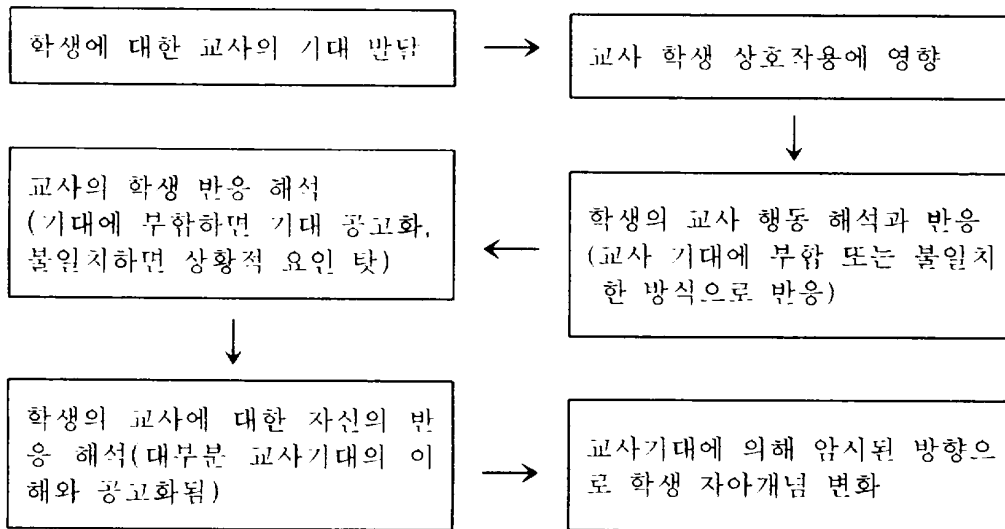 학생에 대한 교사의 기대 발달
교사 학생 상호작용에 영향
학생의 교사 행동 해석과 반응
(교사 기대에 부합 또는 불일치
한 방식으로 반응)
교사의 학생 반응 해석
(기대에 부합하면 기대 공고화,
불일치하면 상황적 요인 탓)
학생의 교사에 대한 자신의 반
응 해석(대부분 교사기대의 이
해와 공고화됨)
교사기대에 의해 암시된 방향으
로 학생 자아개념 변화